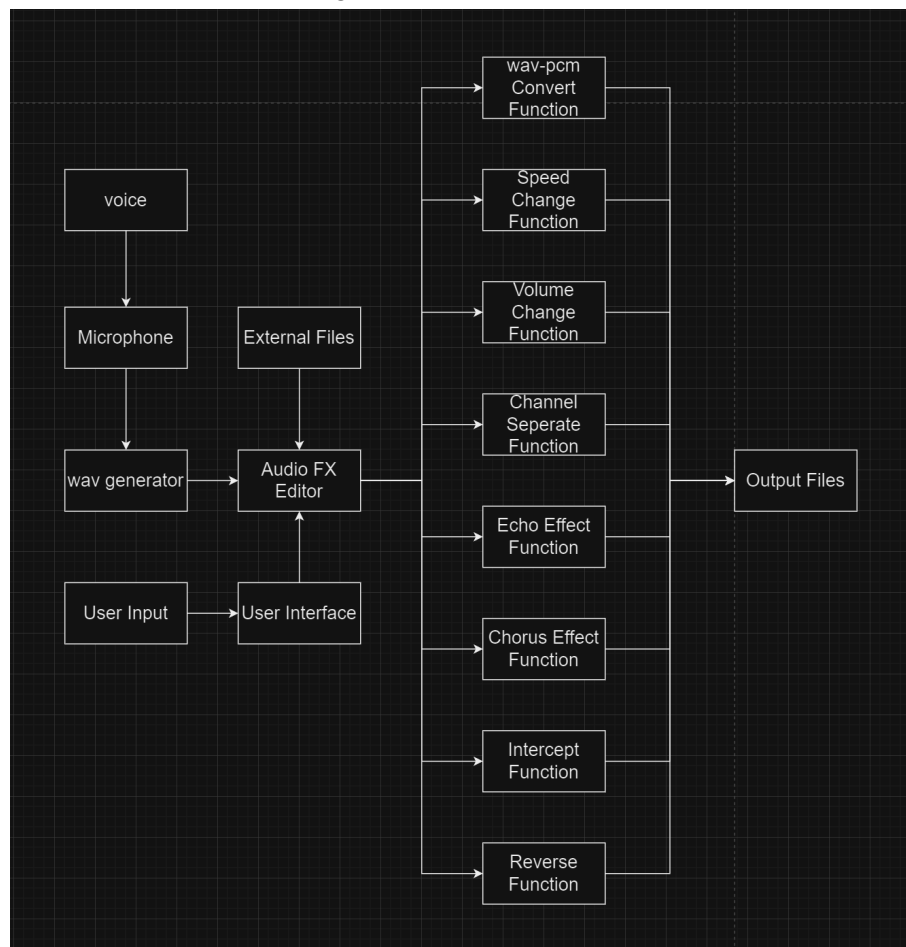 wav-pcm
Convert
Function
voice
Speed
Change
Function
Microphone
External Files
Volume
Change
Function
Channel
Seperate
Function
wav generator
Audio FX
Editor
Output Files
Echo Effect
Function
User Input
User Interface
Chorus Effect
Function
Intercept
Function
Reverse
Function